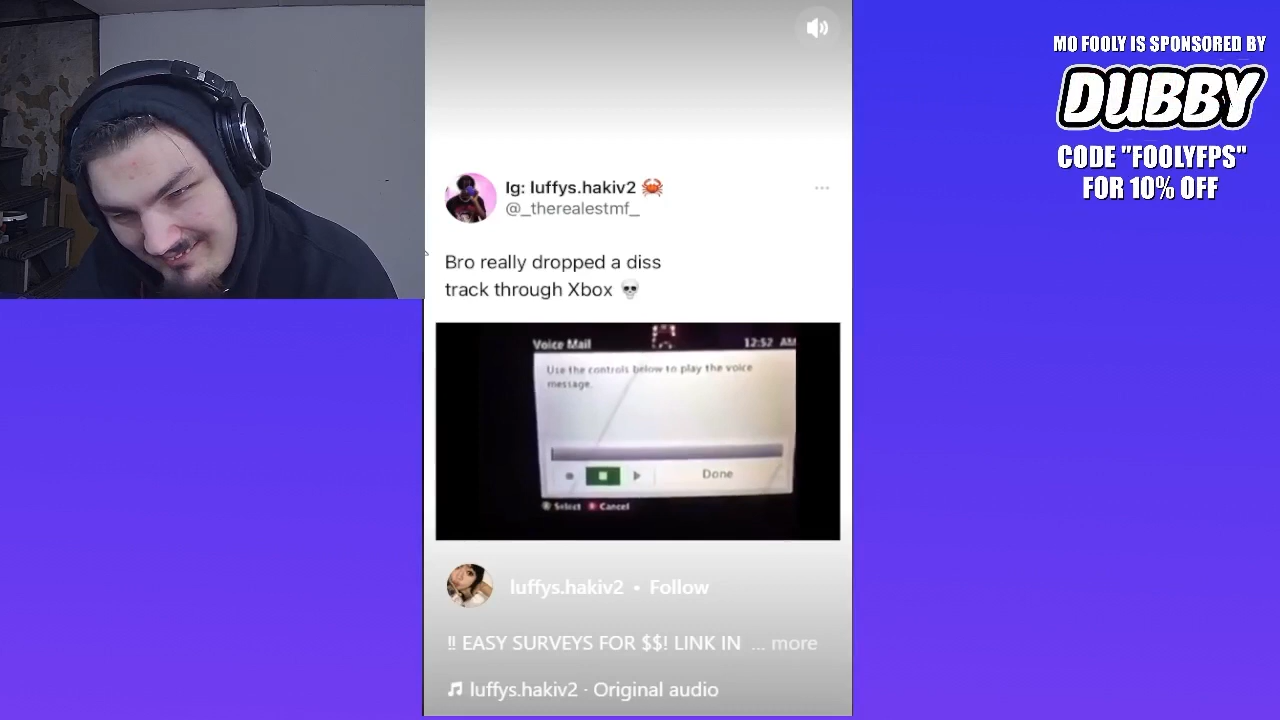 MO FOOLY IS SPONSORED BY
DUBBY
CODE "FOOLYFPS"
FOR 10% OFF
Ig: luffys.hakiv2 🦀
@_therealestmf_
Bro really dropped a diss
track through Xbox 💀
Voice Mail 12:52 AM
Use the controls below to play the voice
message.
Done
Select Cancel
luffys.hakiv2 • Follow
‼ EASY SURVEYS FOR $$! LINK IN ... more
luffys.hakiv2 · Original audio